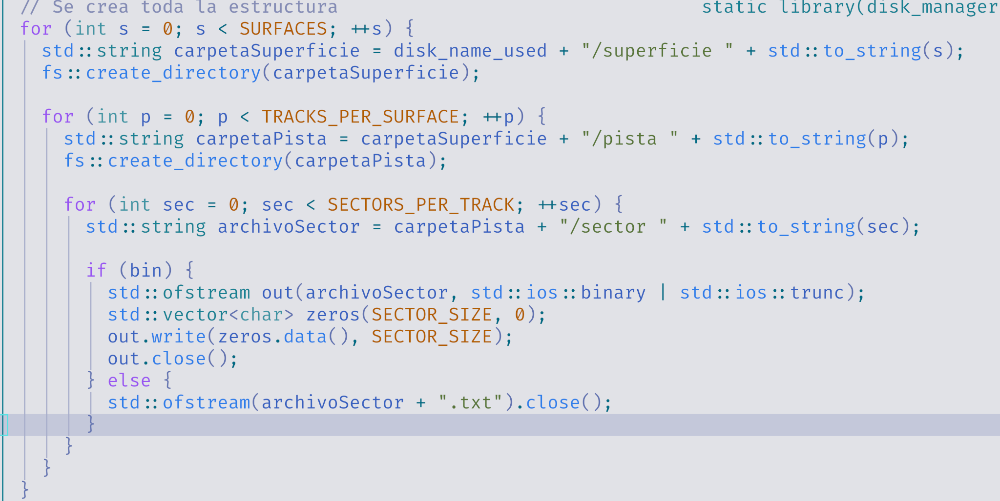 // Se crea toda la estructura static library(disk_manager
for (int s = 0; s < SURFACES; ++s) {
std::string carpetaSuperficie = disk_name_used + "/superficie " + std::to_string(s);
fs::create_directory(carpetaSuperficie);
for (int p = 0; p < TRACKS_PER_SURFACE; ++p) {
std::string carpetaPista = carpetaSuperficie + "/pista " + std::to_string(p);
fs::create_directory(carpetaPista);
for (int sec = 0; sec < SECTORS_PER_TRACK; ++sec) {
std::string archivoSector = carpetaPista + "/sector " + std::to_string(sec);
if (bin) {
std::ofstream out(archivoSector, std::ios::binary | std::ios::trunc);
std::vector<char> zeros(SECTOR_SIZE, 0);
out.write(zeros.data(), SECTOR_SIZE);
out.close();
} else {
std::ofstream(archivoSector + ".txt").close();
}
}
}
}